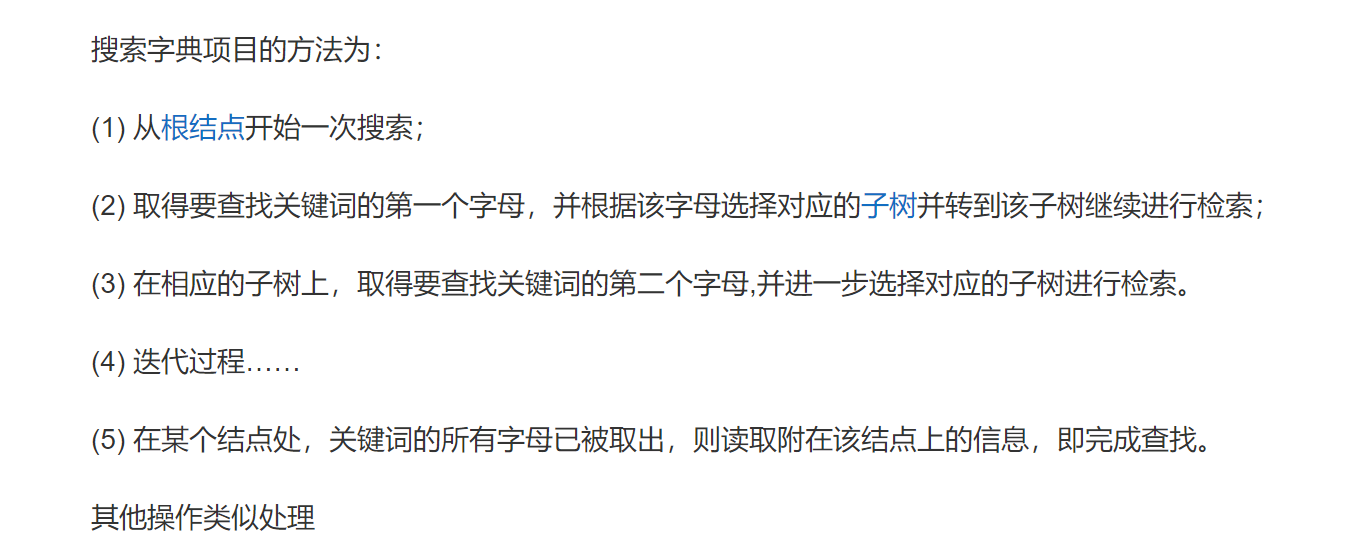 搜索字典项目的方法为：
(1) 从根结点开始一次搜索；
(2) 取得要查找关键词的第一个字母，并根据该字母选择对应的子树并转到该子树继续进行检索；
(3) 在相应的子树上，取得要查找关键词的第二个字母,并进一步选择对应的子树进行检索。
(4) 迭代过程……
(5) 在某个结点处，关键词的所有字母已被取出，则读取附在该结点上的信息，即完成查找。
其他操作类似处理